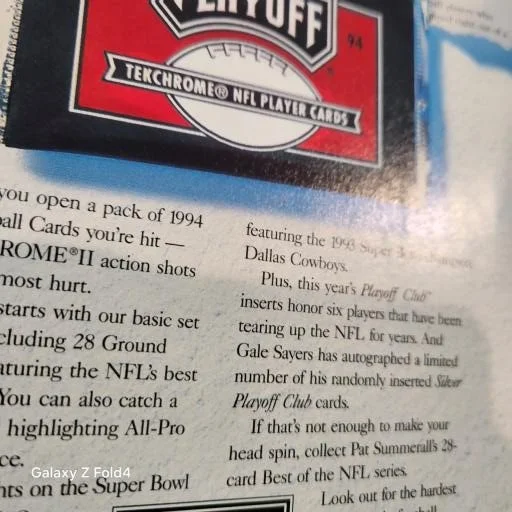 PLAYOFF
94
TEKCHROME® NFL PLAYER CARDS
you open a pack of 1994
all Cards you're hit —
ROME®II action shots
most hurt.
starts with our basic set
cluding 28 Ground
aturing the NFL's best
You can also catch a
highlighting All-Pro
ce.
nts on the Super Bowl
featuring the 1993 Super
Dallas Cowboys.
Plus, this year's Playoff Club™
inserts honor six players that have been
tearing up the NFL for years. And
Gale Sayers has autographed a limited
number of his randomly inserted Silver
Playoff Club cards.
If that's not enough to make your
head spin, collect Pat Summerall's 28-
card Best of the NFL series.
Look out for the hardest
Galaxy Z Fold4